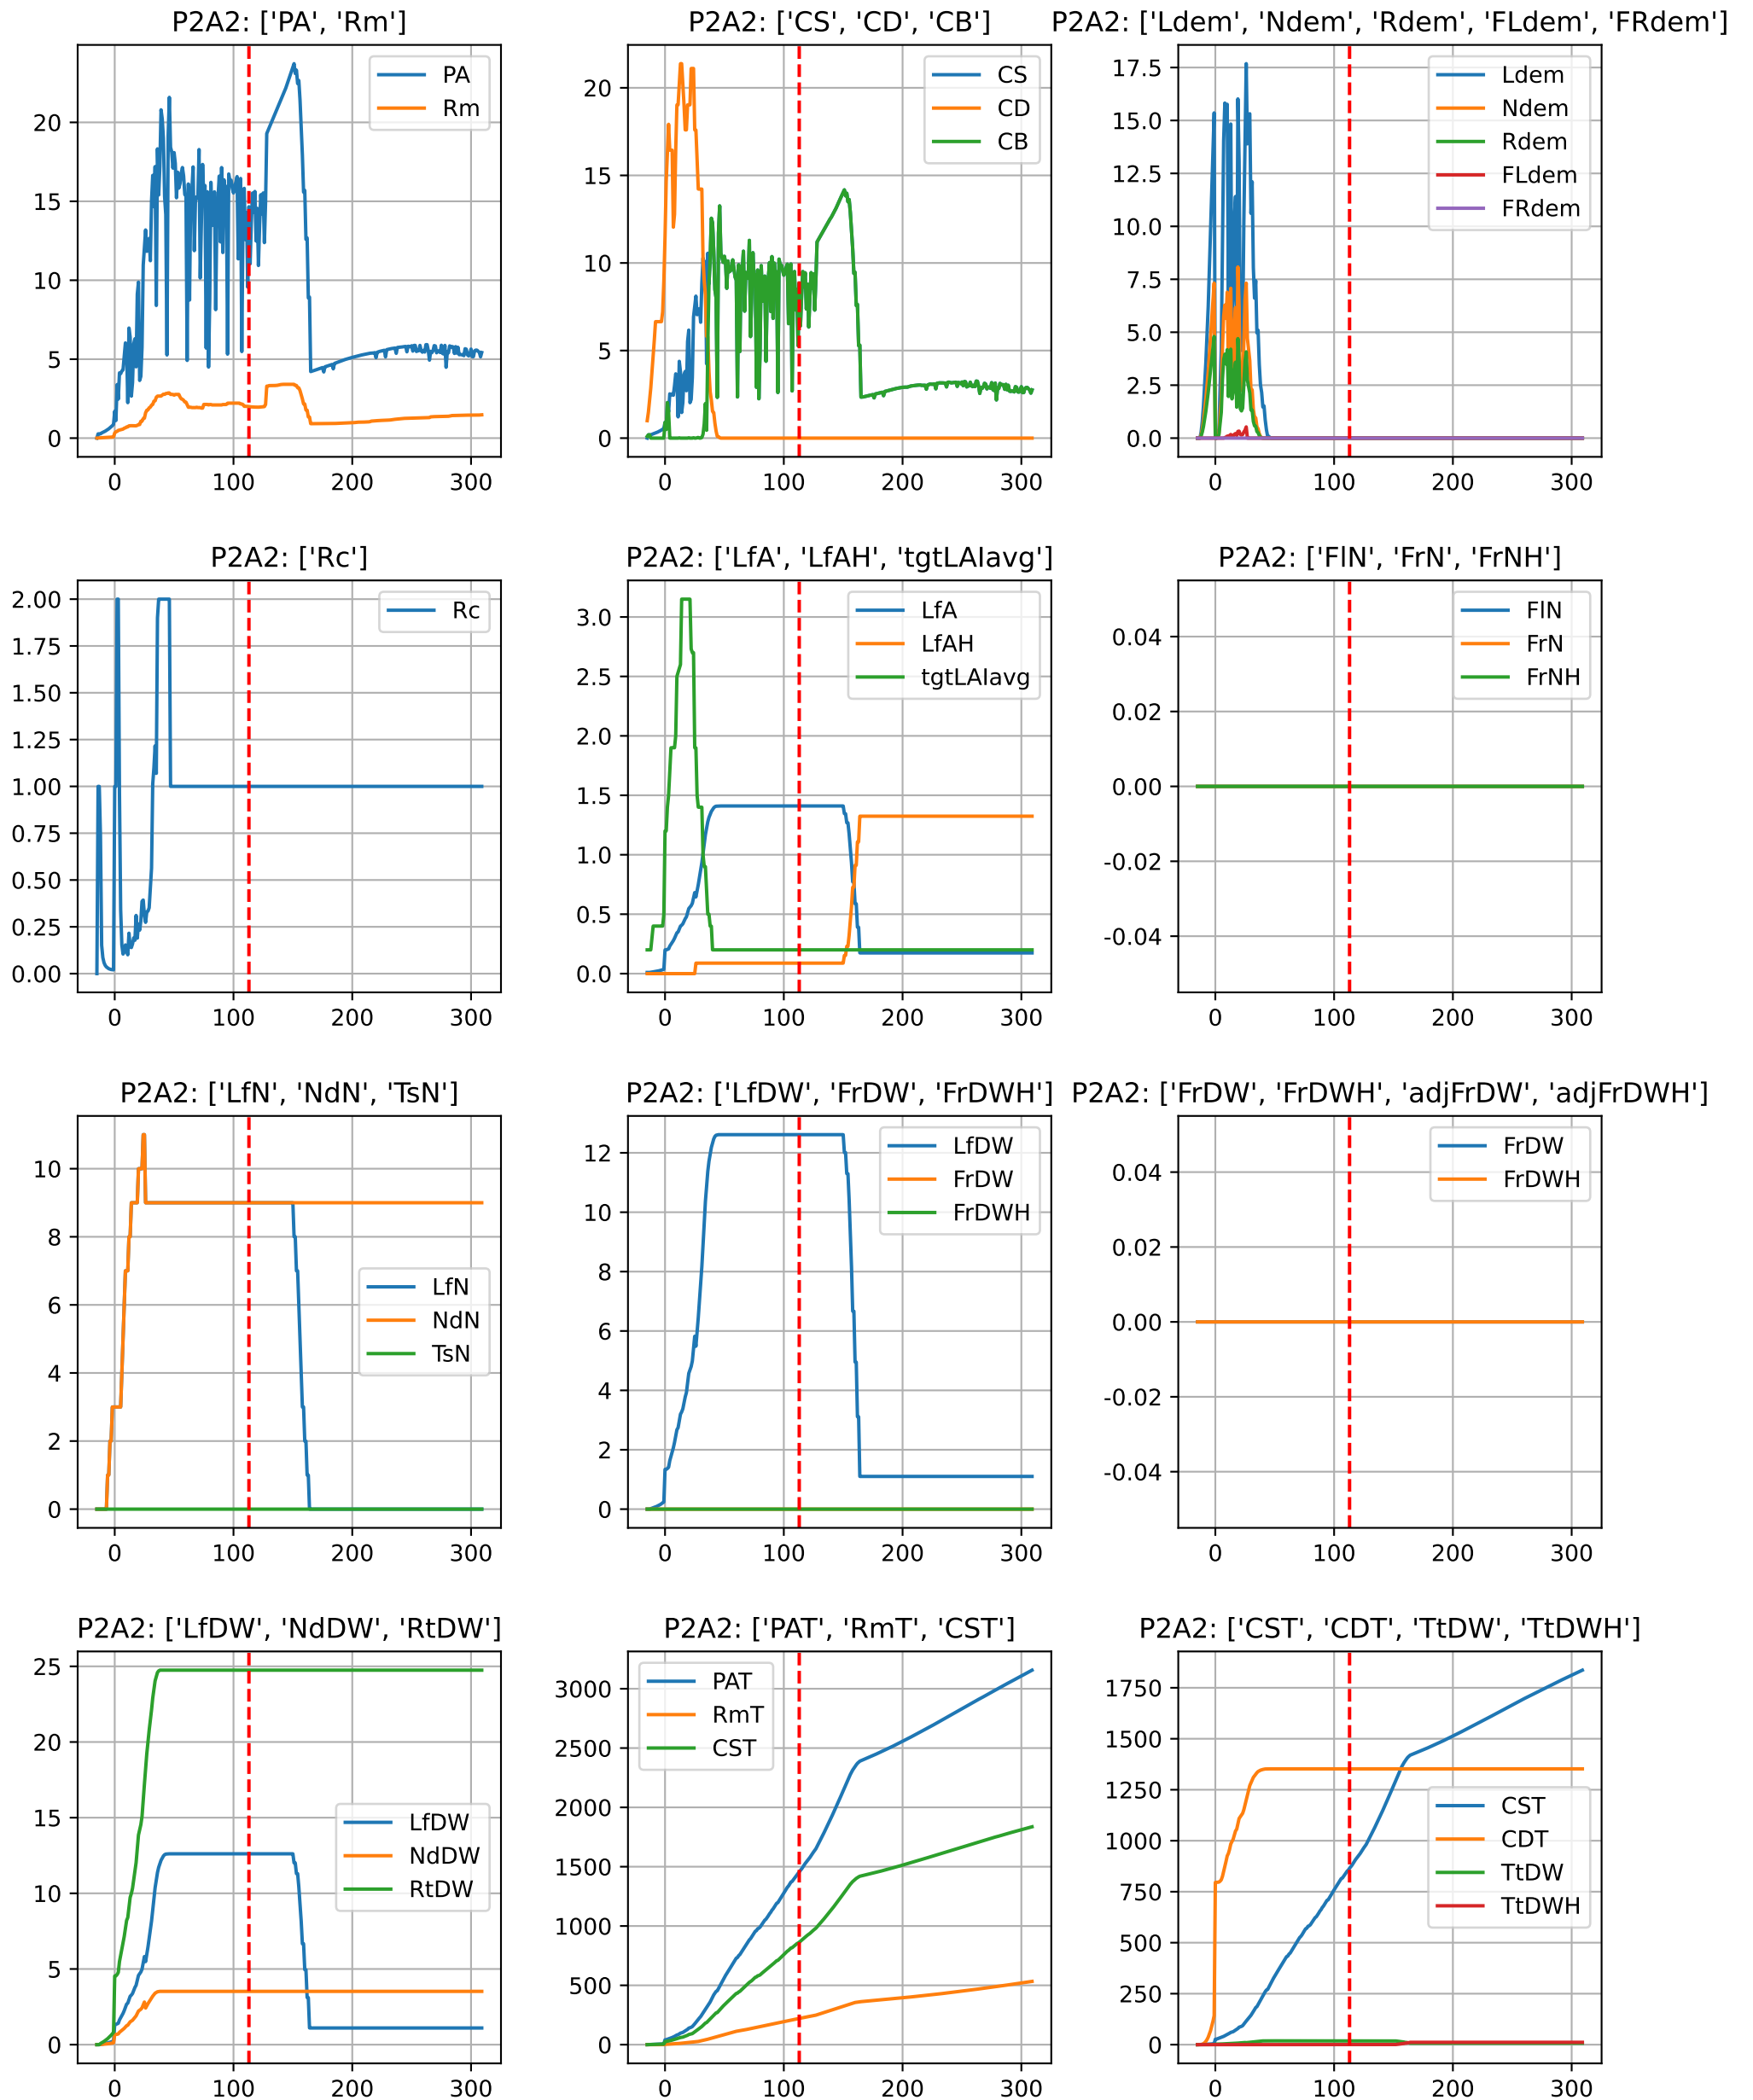 P2A2: ['PA', 'Rm']
PA
Rm
20
15
10
5
0
0 100 200 300
P2A2: ['CS', 'CD', 'CB']
CS
CD
CB
20
15
10
5
0
0 100 200 300
P2A2: ['Ldem', 'Ndem', 'Rdem', 'FLdem', 'FRdem']
Ldem
Ndem
Rdem
FLdem
FRdem
17.5
15.0
12.5
10.0
7.5
5.0
2.5
0.0
0 100 200 300
P2A2: ['Rc']
Rc
2.00
1.75
1.50
1.25
1.00
0.75
0.50
0.25
0.00
0 100 200 300
P2A2: ['LfA', 'LfAH', 'tgtLAIavg']
LfA
LfAH
tgtLAIavg
3.0
2.5
2.0
1.5
1.0
0.5
0.0
0 100 200 300
P2A2: ['FlN', 'FrN', 'FrNH']
FlN
FrN
FrNH
0.04
0.02
0.00
-0.02
-0.04
0 100 200 300
P2A2: ['LfN', 'NdN', 'TsN']
LfN
NdN
TsN
10
8
6
4
2
0
0 100 200 300
P2A2: ['LfDW', 'FrDW', 'FrDWH']
LfDW
FrDW
FrDWH
12
10
8
6
4
2
0
0 100 200 300
P2A2: ['FrDW', 'FrDWH', 'adjFrDW', 'adjFrDWH']
FrDW
FrDWH
0.04
0.02
0.00
-0.02
-0.04
0 100 200 300
P2A2: ['LfDW', 'NdDW', 'RtDW']
LfDW
NdDW
RtDW
25
20
15
10
5
0
0 100 200 300
P2A2: ['PAT', 'RmT', 'CST']
PAT
RmT
CST
3000
2500
2000
1500
1000
500
0
0 100 200 300
P2A2: ['CST', 'CDT', 'TtDW', 'TtDWH']
CST
CDT
TtDW
TtDWH
1750
1500
1250
1000
750
500
250
0
0 100 200 300